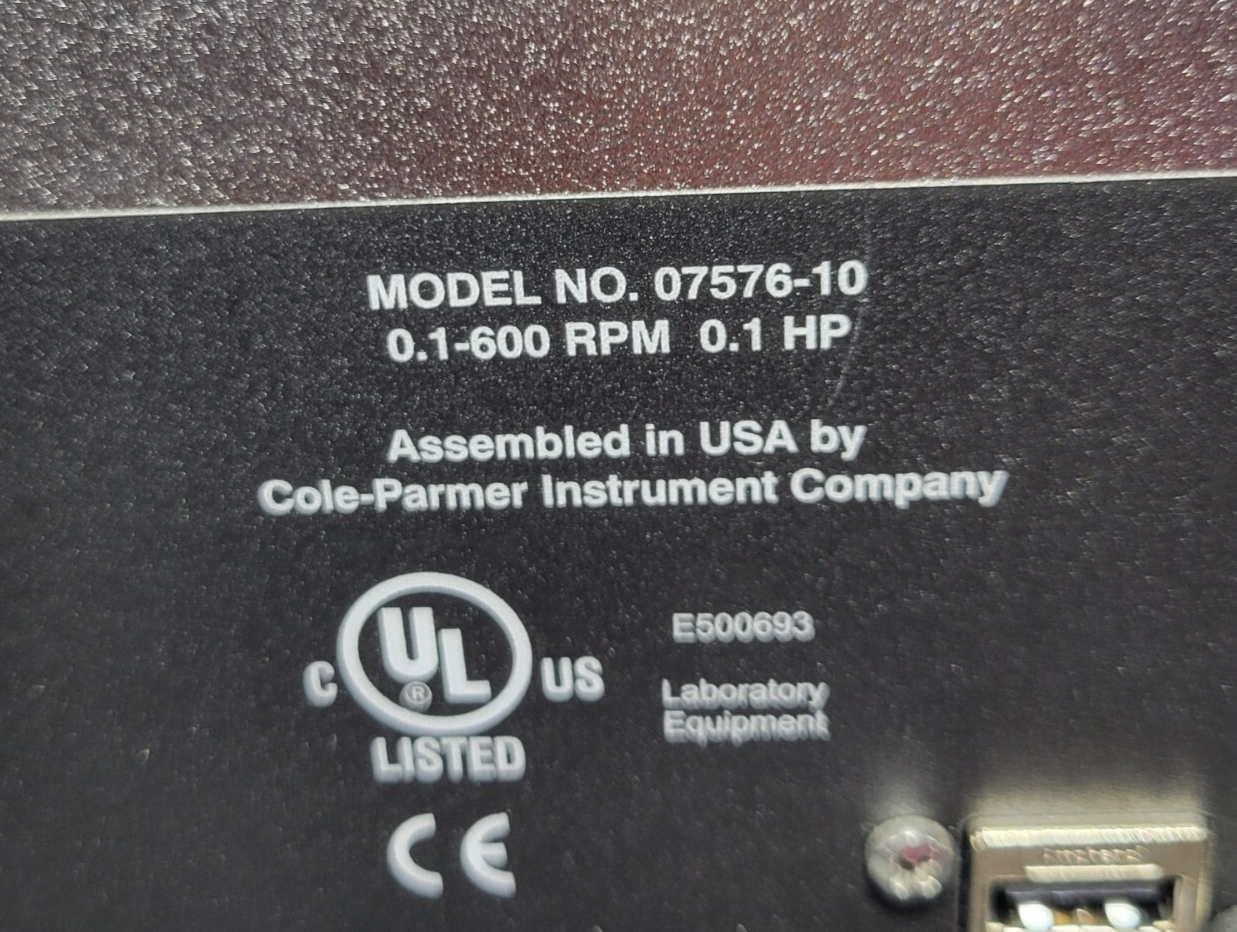 MODEL NO. 07576-10
0.1-600 RPM 0.1 HP
Assembled in USA by
Cole-Parmer Instrument Company
C UL ® US
LISTED
E500693
Laboratory
Equipment
CE